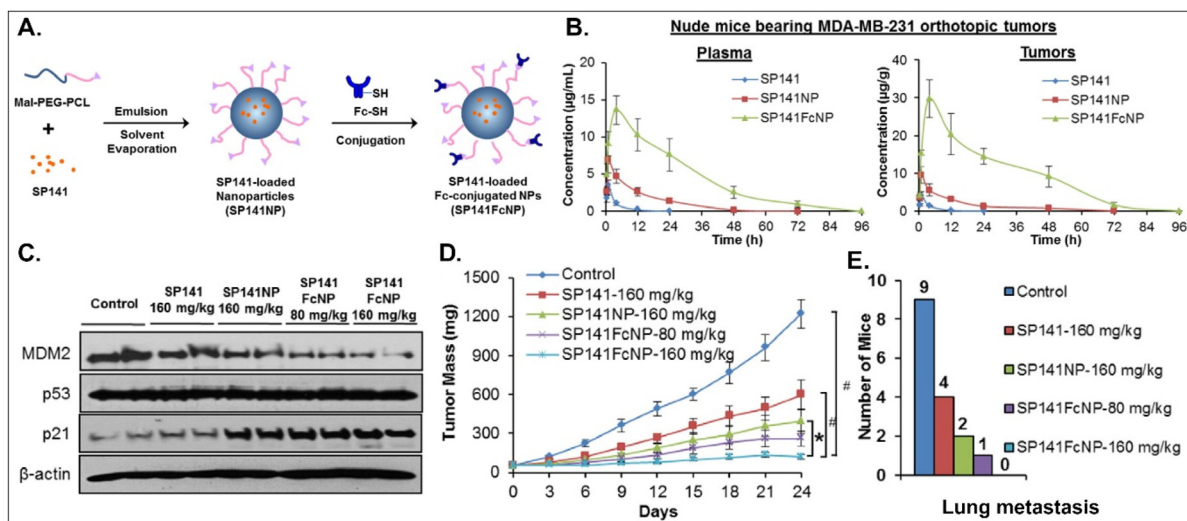 A.
Mal-PEG-PCL
+
SP141
Emulsion
Solvent
Evaporation
SP141-loaded
Nanoparticles
(SP141NP)
SH
Fc-SH
Conjugation
SP141-loaded
Fc-conjugated NPs
(SP141FcNP)
B.
Nude mice bearing MDA-MB-231 orthotopic tumors
Plasma
Concentration (µg/mL)
20
15
10
5
0
SP141
SP141NP
SP141FcNP
0 12 24 36 48 60 72 84 96
Time (h)
Tumors
Concentration (µg/g)
40
30
20
10
0
SP141
SP141NP
SP141FcNP
0 12 24 36 48 60 72 84 96
Time (h)
C.
Control
SP141
160 mg/kg
SP141NP
160 mg/kg
SP141
FcNP
80 mg/kg
SP141
FcNP
160 mg/kg
MDM2
p53
p21
β-actin
D.
Tumor Mass (mg)
1500
1200
900
600
300
0
Control
SP141-160 mg/kg
SP141NP-160 mg/kg
SP141FcNP-80 mg/kg
SP141FcNP-160 mg/kg
#
#
*
0 3 6 9 12 15 18 21 24
Days
E.
Number of Mice
10
8
6
4
2
0
9
4
2
1
0
Control
SP141-160 mg/kg
SP141NP-160 mg/kg
SP141FcNP-80 mg/kg
SP141FcNP-160 mg/kg
Lung metastasis